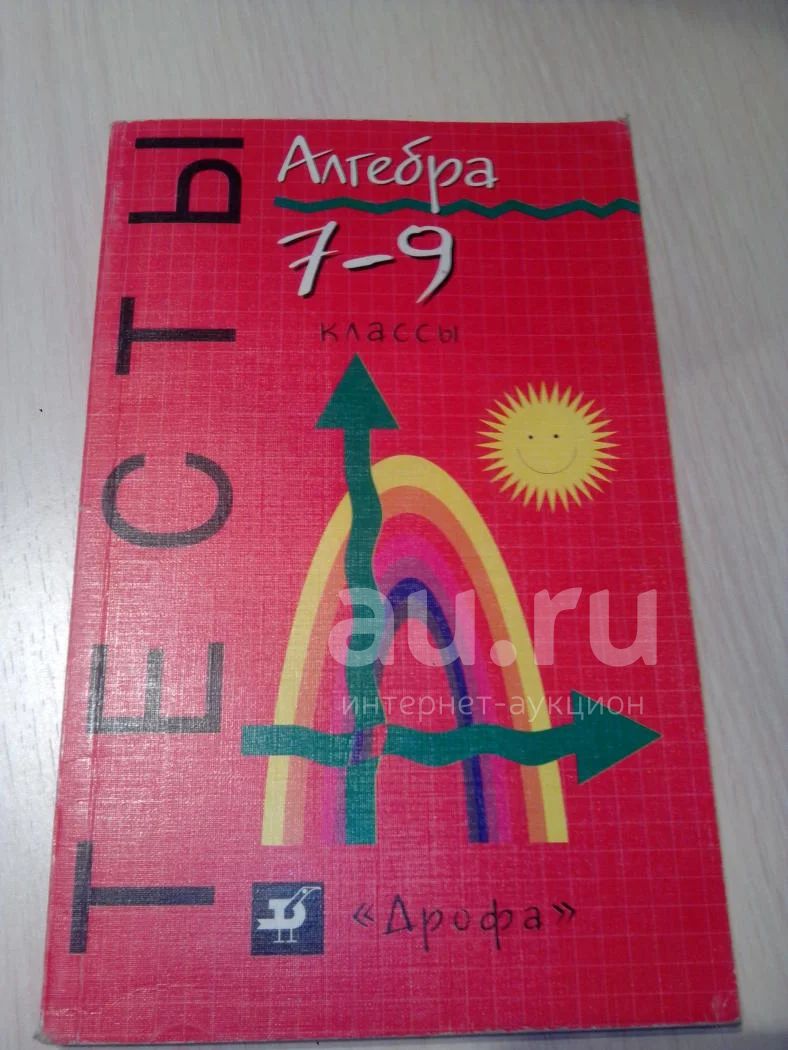 ТЕСТЫ
Алгебра
7-9
классы
au.ru
интернет-аукцион
«Дрофа»